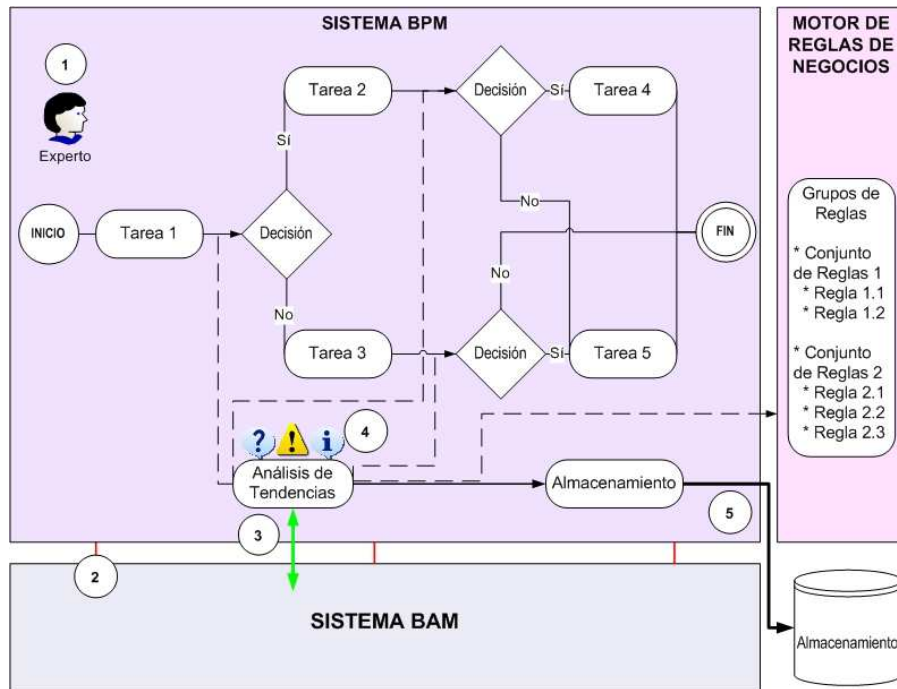 SISTEMA BPM
MOTOR DE
REGLAS DE
NEGOCIOS
1
Experto
Tarea 2
Decisión
Sí
Tarea 4
Sí
INICIO
Tarea 1
Decisión
No
FIN
No
No
Tarea 3
Decisión
Sí
Tarea 5
Grupos de
Reglas
* Conjunto
de Reglas 1
* Regla 1.1
* Regla 1.2
* Conjunto
de Reglas 2
* Regla 2.1
* Regla 2.2
* Regla 2.3
? ! i
4
Análisis de
Tendencias
Almacenamiento
5
3
2
SISTEMA BAM
Almacenamiento